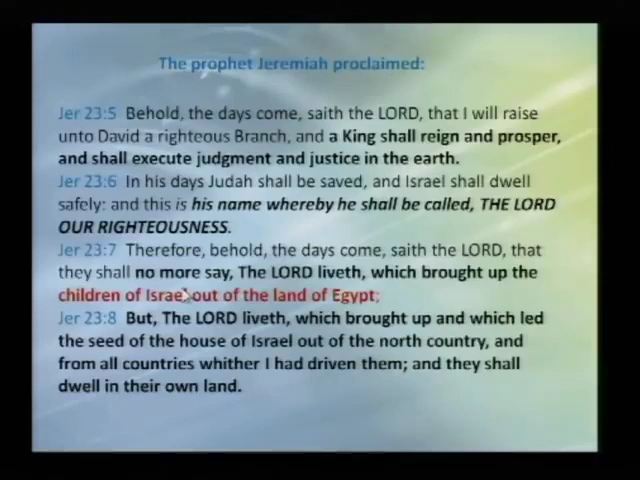 The prophet Jeremiah proclaimed:
Jer 23:5 Behold, the days come, saith the LORD, that I will raise
unto David a righteous Branch, and a King shall reign and prosper,
and shall execute judgment and justice in the earth.
Jer 23:6 In his days Judah shall be saved, and Israel shall dwell
safely: and this is his name whereby he shall be called, THE LORD
OUR RIGHTEOUSNESS.
Jer 23:7 Therefore, behold, the days come, saith the LORD, that
they shall no more say, The LORD liveth, which brought up the
children of Israel out of the land of Egypt;
Jer 23:8 But, The LORD liveth, which brought up and which led
the seed of the house of Israel out of the north country, and
from all countries whither I had driven them; and they shall
dwell in their own land.